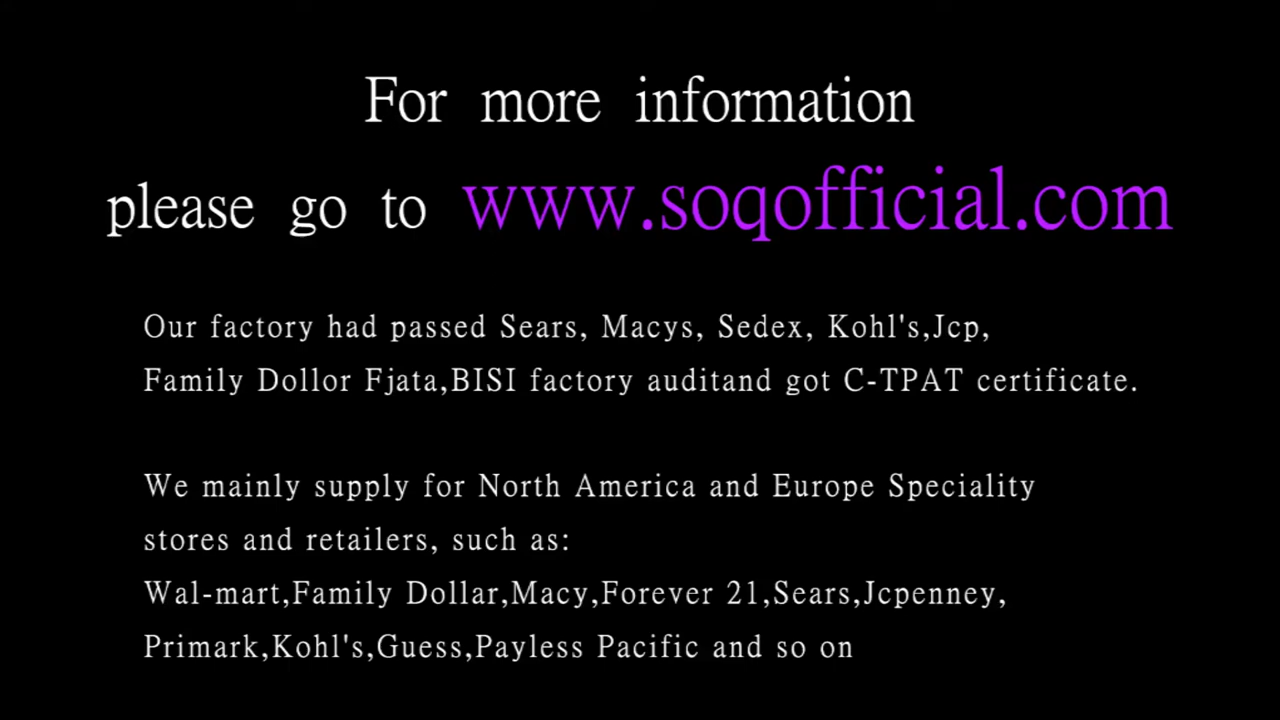 For more information
please go to www.soqofficial.com
Our factory had passed Sears, Macys, Sedex, Kohl's,Jcp,
Family Dollor Fjata,BISI factory auditand got C-TPAT certificate.
We mainly supply for North America and Europe Speciality
stores and retailers, such as:
Wal-mart,Family Dollar,Macy,Forever 21,Sears,Jcpenney,
Primark,Kohl's,Guess,Payless Pacific and so on